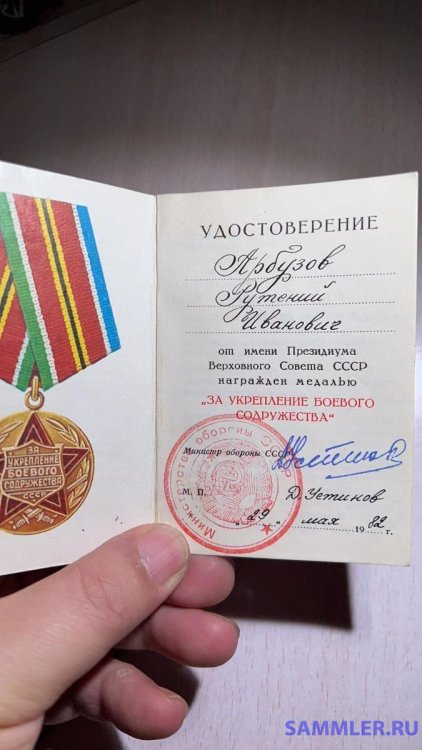 ЗА
УКРЕПЛЕНИЕ
БОЕВОГО
СОДРУЖЕСТВА
СССР
УДОСТОВЕРЕНИЕ
Арбузов
Рутений
Иванович
от имени Президиума
Верховного Совета СССР
награжден медалью
„ЗА УКРЕПЛЕНИЕ БОЕВОГО
СОДРУЖЕСТВА“
Министр обороны СССР
М. П.
Д. Устинов
„29“ мая 1982 г.
Министерство обороны СССР
SAMMLER.RU